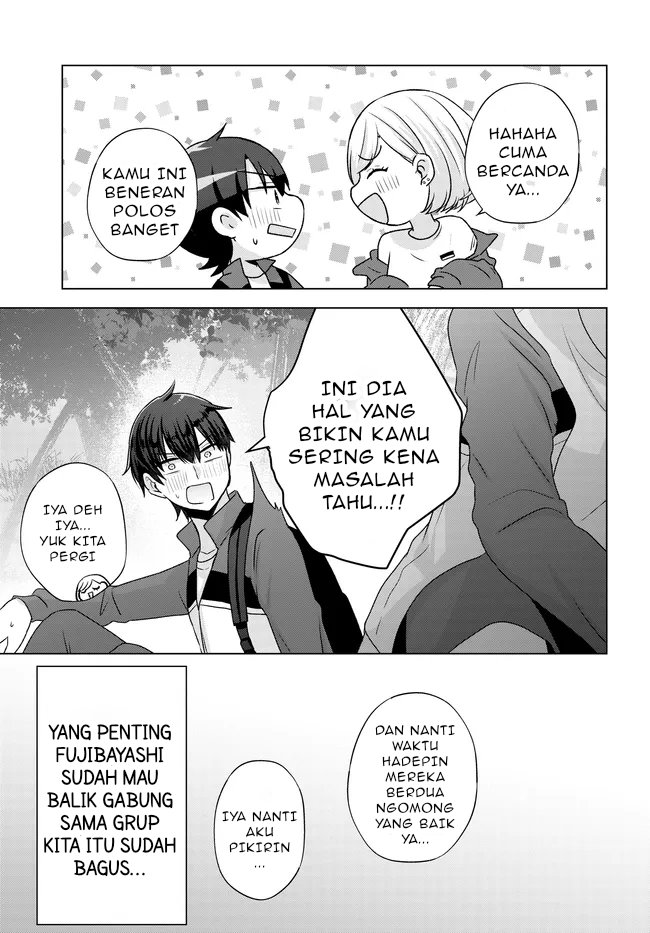 HAHAHA
CUMA
BERCANDA
YA...
KAMU INI
BENERAN
POLOS
BANGET
INI DIA
HAL YANG
BIKIN KAMU
SERING KENA
MASALAH
TAHU...!!
IYA DEH
IYA...
YUK KITA
PERGI
DAN NANTI
WAKTU
HADEPIN
MEREKA
BERDUA
NGOMONG
YANG BAIK
YA...
IYA NANTI
AKU
PIKIRIN
...
YANG PENTING
FUJIBAYASHI
SUDAH MAU
BALIK GABUNG
SAMA GRUP
KITA ITU SUDAH
BAGUS...